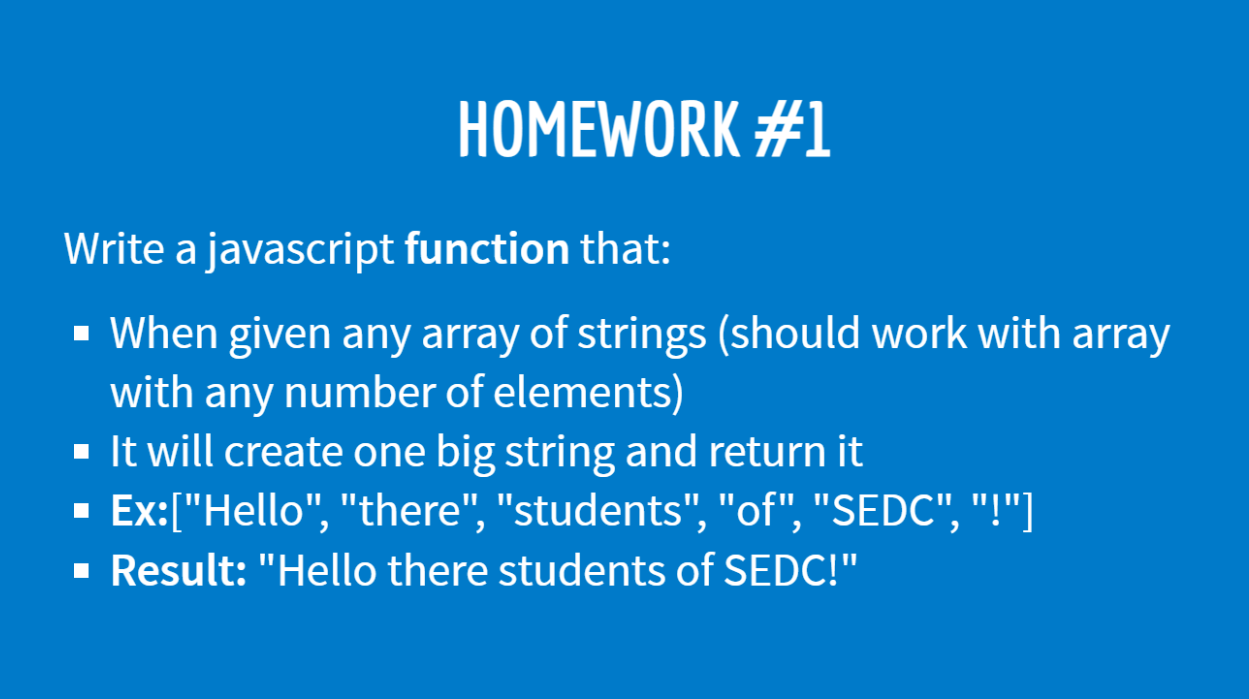 HOMEWORK #1
Write a javascript function that:
▪ When given any array of strings (should work with array
with any number of elements)
▪ It will create one big string and return it
▪ Ex:["Hello", "there", "students", "of", "SEDC", "!"]
▪ Result: "Hello there students of SEDC!"